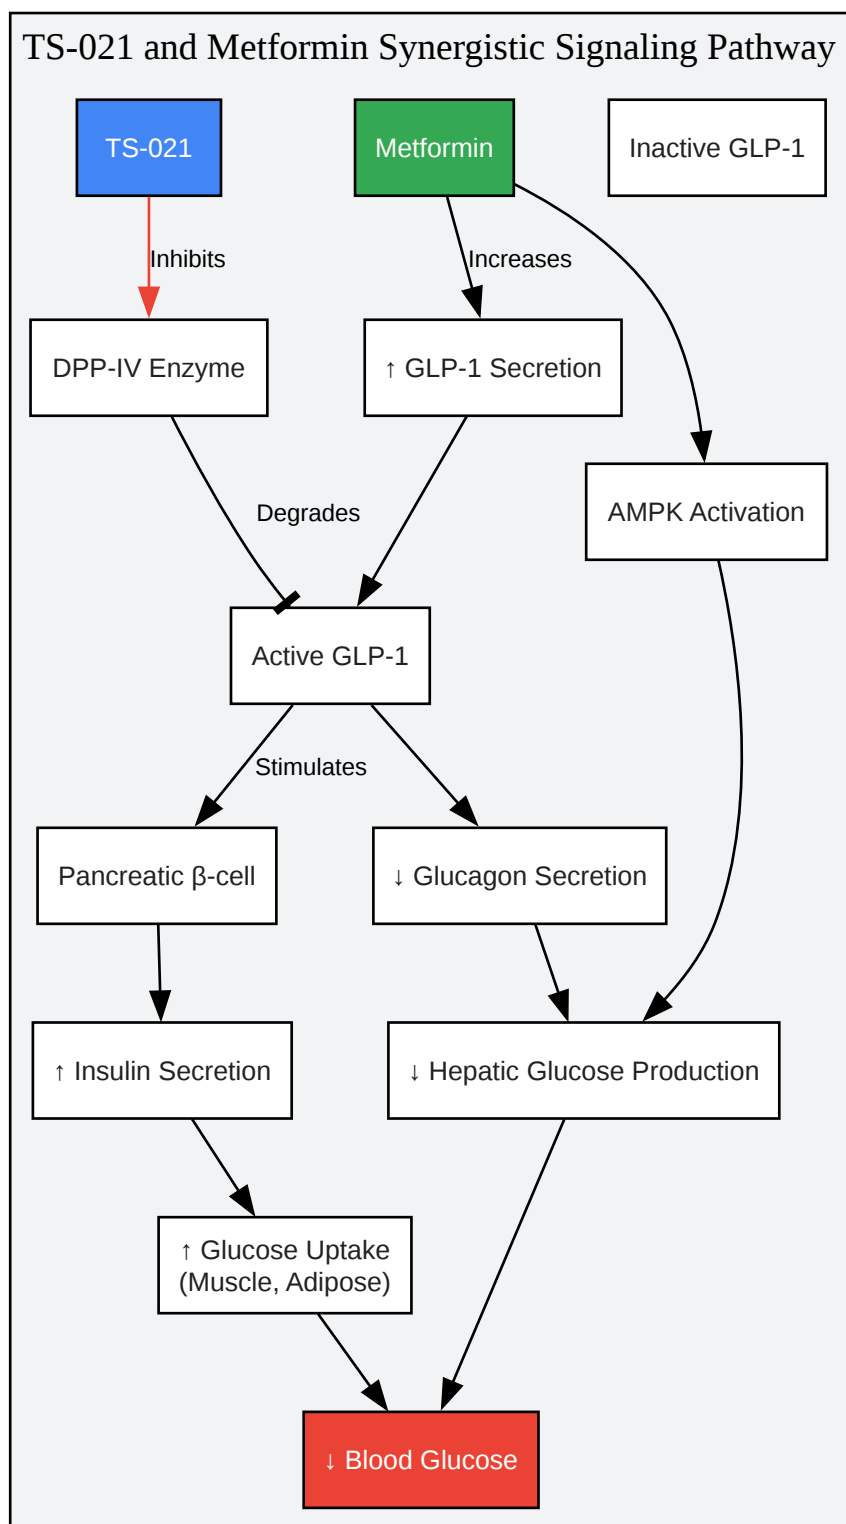 TS-021 and Metformin Synergistic Signaling Pathway
TS-021
Metformin
Inactive GLP-1
Inhibits
Increases
DPP-IV Enzyme
↑ GLP-1 Secretion
AMPK Activation
Degrades
Active GLP-1
Stimulates
Pancreatic β-cell
↓ Glucagon Secretion
↑ Insulin Secretion
↓ Hepatic Glucose Production
↑ Glucose Uptake
(Muscle, Adipose)
↓ Blood Glucose